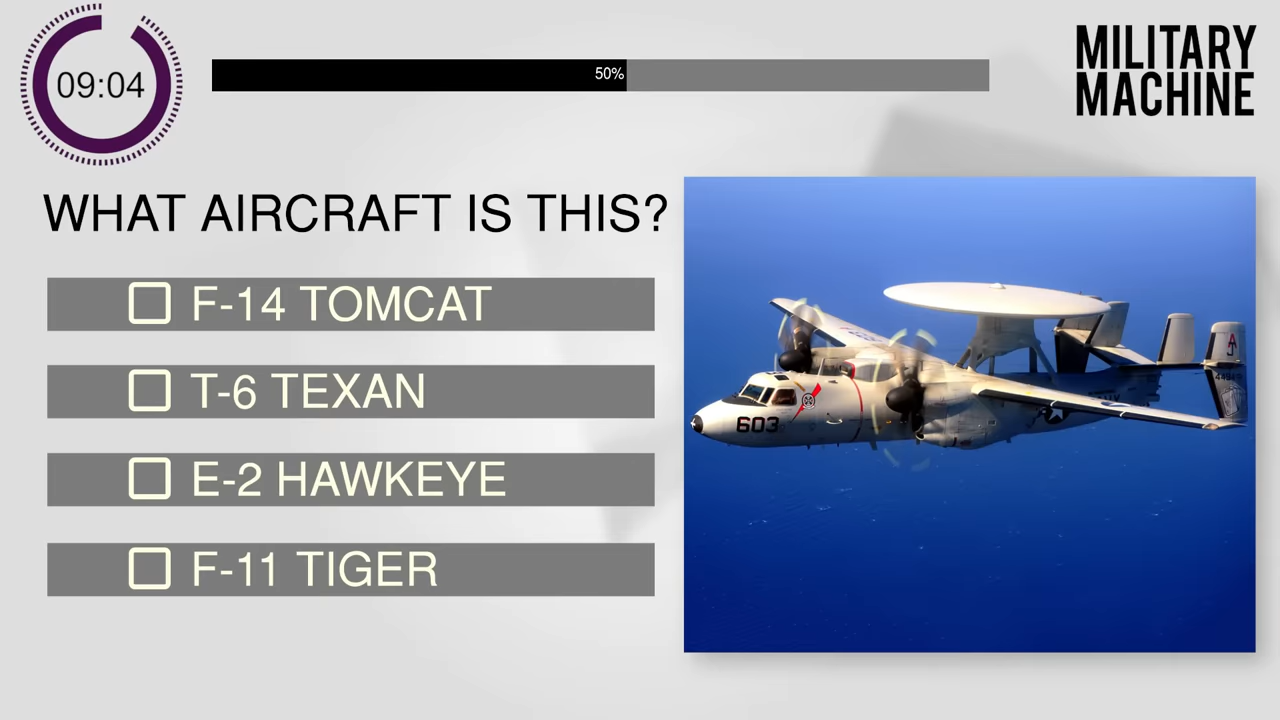 09:04
50%
MILITARY
MACHINE
WHAT AIRCRAFT IS THIS?
F-14 TOMCAT
T-6 TEXAN
E-2 HAWKEYE
F-11 TIGER
603